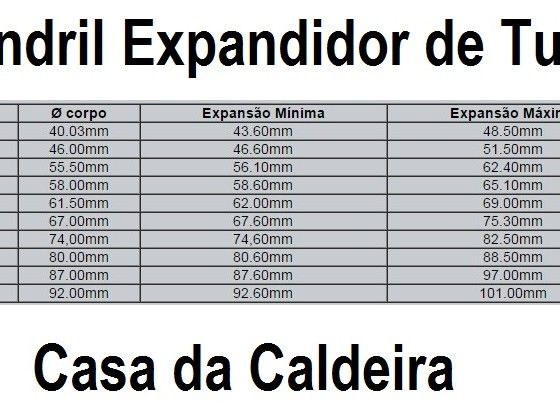 ndril Expandidor de Tu
Ø corpo Expansão Mínima Expansão Máxi
40.03mm 43.60mm 48.50mm
46.00mm 46.60mm 51.50mm
55.50mm 56.10mm 62.40mm
58.00mm 58.60mm 65.10mm
61.50mm 62.00mm 69.00mm
67.00mm 67.60mm 75.30mm
74,00mm 74,60mm 82.50mm
80.00mm 80.60mm 88.50mm
87.00mm 87.60mm 97.00mm
92.00mm 92.60mm 101.00mm
Casa da Caldeira